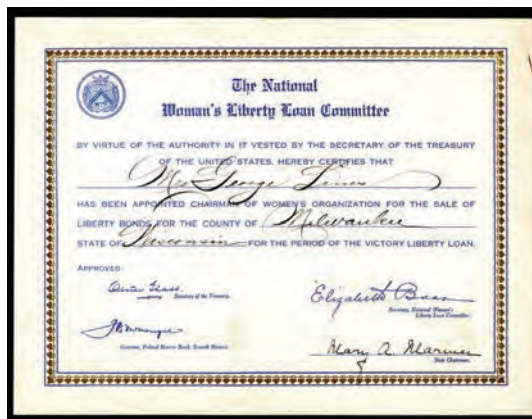 The National
Woman's Liberty Loan Committee
BY VIRTUE OF THE AUTHORITY IN IT VESTED BY THE SECRETARY OF THE TREASURY
OF THE UNITED STATES, HEREBY CERTIFIES THAT
Mrs George Lines
HAS BEEN APPOINTED CHAIRMAN OF WOMEN'S ORGANIZATION FOR THE SALE OF
LIBERTY BONDS, FOR THE COUNTY OF Milwaukee
STATE OF Wisconsin FOR THE PERIOD OF THE VICTORY LIBERTY LOAN.
APPROVED:
Carter Glass
Secretary of the Treasury.
Elizabeth Bass
Secretary, National Woman's
Liberty Loan Committee.
Governor, Federal Reserve Bank, Seventh District.
Mary A. Mariner
State Chairman.